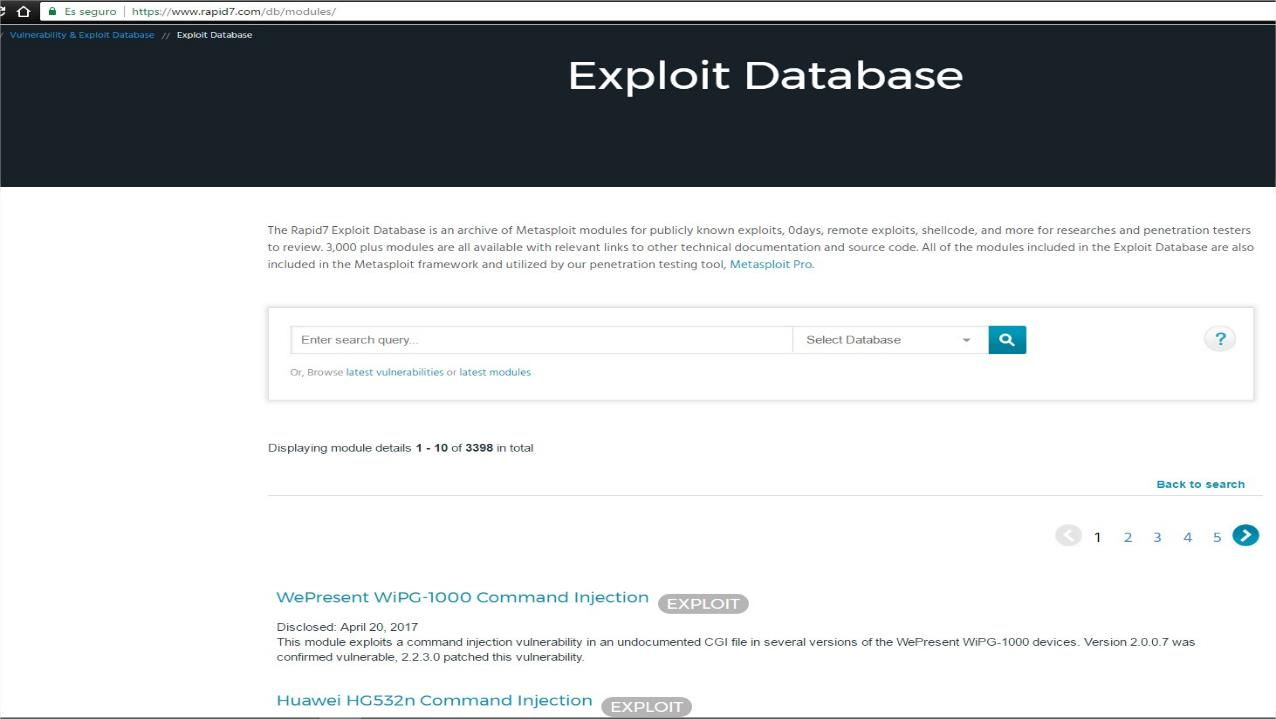 Es seguro | https://www.rapid7.com/db/modules/
/ Vulnerability & Exploit Database // Exploit Database
Exploit Database
The Rapid7 Exploit Database is an archive of Metasploit modules for publicly known exploits, 0days, remote exploits, shellcode, and more for researches and penetration testers
to review. 3,000 plus modules are all available with relevant links to other technical documentation and source code. All of the modules included in the Exploit Database are also
included in the Metasploit framework and utilized by our penetration testing tool, Metasploit Pro.
Enter search query... Select Database ?
Or, Browse latest vulnerabilities or latest modules
Displaying module details 1 - 10 of 3398 in total
Back to search
1 2 3 4 5
WePresent WiPG-1000 Command Injection EXPLOIT
Disclosed: April 20, 2017
This module exploits a command injection vulnerability in an undocumented CGI file in several versions of the WePresent WiPG-1000 devices. Version 2.0.0.7 was
confirmed vulnerable, 2.2.3.0 patched this vulnerability.
Huawei HG532n Command Injection EXPLOIT